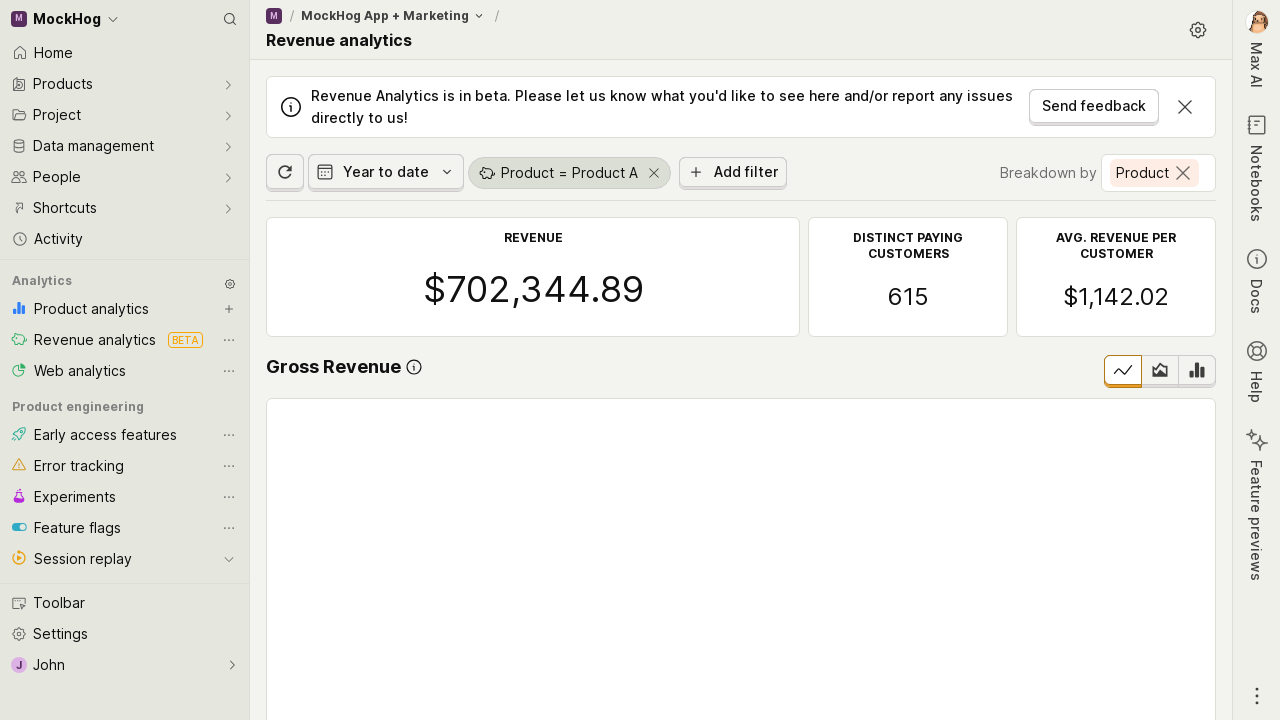 M MockHog
Home
Products
Project
Data management
People
Shortcuts
Activity
Analytics
Product analytics
Revenue analytics BETA
Web analytics
Product engineering
Early access features
Error tracking
Experiments
Feature flags
Session replay
Toolbar
Settings
J John
M / MockHog App + Marketing /
Revenue analytics
Revenue Analytics is in beta. Please let us know what you'd like to see here and/or report any issues
directly to us!
Send feedback
Year to date
Product = Product A
Add filter
Breakdown by Product
REVENUE
$702,344.89
DISTINCT PAYING
CUSTOMERS
615
AVG. REVENUE PER
CUSTOMER
$1,142.02
Gross Revenue
Max AI
Notebooks
Docs
Help
Feature previews